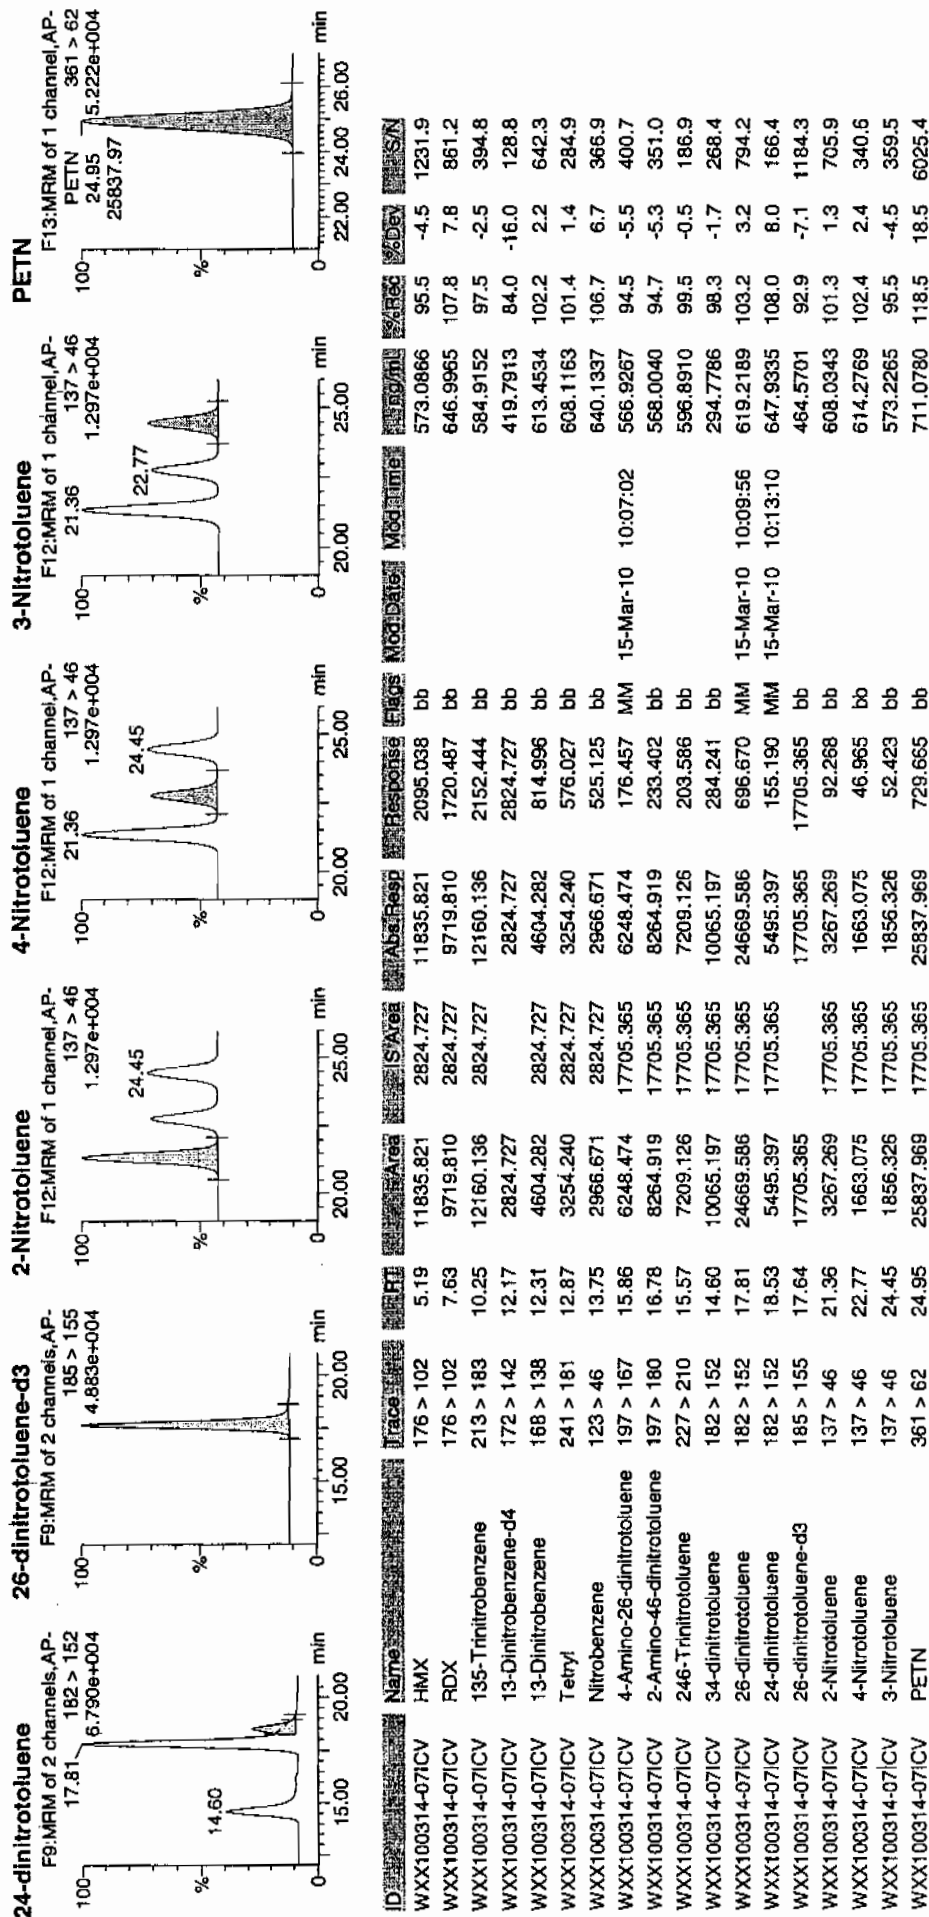 24-dinitrotoluene
F9:MRM of 2 channels,AP-
182 > 152
6.790e+004
17.81
14.60
100
%
0
15.00 20.00 min
26-dinitrotoluene-d3
F9:MRM of 2 channels,AP-
185 > 155
4.883e+004
100
%
0
15.00 20.00 min
2-Nitrotoluene
F12:MRM of 1 channel,AP-
137 > 46
1.297e+004
24.45
100
%
0
20.00 25.00 min
4-Nitrotoluene
F12:MRM of 1 channel,AP-
137 > 46
1.297e+004
21.36
24.45
100
%
0
20.00 25.00 min
3-Nitrotoluene
F12:MRM of 1 channel,AP-
137 > 46
1.297e+004
21.36
22.77
100
%
0
20.00 25.00 min
PETN
F13:MRM of 1 channel,AP-
361 > 62
5.222e+004
PETN
24.95
25837.97
100
%
0
22.00 24.00 26.00 min
ID Name Trace RT Area IS Area Abs.Resp Response Flags Mod.Date Mod.Time ng/mL %Rec %Dev S/N
WXX100314-07ICV HMX 176 > 102 5.19 11835.821 2824.727 11835.821 2095.038 bb 573.0866 95.5 -4.5 1231.9
WXX100314-07ICV RDX 176 > 102 7.63 9719.810 2824.727 9719.810 1720.487 bb 646.9965 107.8 7.8 861.2
WXX100314-07ICV 135-Trinitrobenzene 213 > 183 10.25 12160.136 2824.727 12160.136 2152.444 bb 584.9152 97.5 -2.5 394.8
WXX100314-07ICV 13-Dinitrobenzene-d4 172 > 142 12.17 2824.727 2824.727 2824.727 bb 419.7913 84.0 -16.0 128.8
WXX100314-07ICV 13-Dinitrobenzene 168 > 138 12.31 4604.282 2824.727 4604.282 814.996 bb 613.4534 102.2 2.2 642.3
WXX100314-07ICV Tetryl 241 > 181 12.87 3254.240 2824.727 3254.240 576.027 bb 608.1163 101.4 1.4 284.9
WXX100314-07ICV Nitrobenzene 123 > 46 13.75 2966.671 2824.727 2966.671 525.125 bb 640.1337 106.7 6.7 366.9
WXX100314-07ICV 4-Amino-26-dinitrotoluene 197 > 167 15.86 6248.474 17705.365 6248.474 176.457 MM 15-Mar-10 10:07:02 566.9267 94.5 -5.5 400.7
WXX100314-07ICV 2-Amino-46-dinitrotoluene 197 > 180 16.78 8264.919 17705.365 8264.919 233.402 bb 568.0040 94.7 -5.3 351.0
WXX100314-07ICV 246-Trinitrotoluene 227 > 210 15.57 7209.126 17705.365 7209.126 203.586 bb 596.8910 99.5 -0.5 186.9
WXX100314-07ICV 34-dinitrotoluene 182 > 152 14.60 10065.197 17705.365 10065.197 284.241 bb 294.7786 98.3 -1.7 268.4
WXX100314-07ICV 26-dinitrotoluene 182 > 152 17.81 24669.586 17705.365 24669.586 696.670 MM 15-Mar-10 10:09:56 619.2189 103.2 3.2 794.2
WXX100314-07ICV 24-dinitrotoluene 182 > 152 18.53 5495.397 17705.365 5495.397 155.190 MM 15-Mar-10 10:13:10 647.9335 108.0 8.0 166.4
WXX100314-07ICV 26-dinitrotoluene-d3 185 > 155 17.64 17705.365 17705.365 17705.365 bb 464.5701 92.9 -7.1 1184.3
WXX100314-07ICV 2-Nitrotoluene 137 > 46 21.36 3267.269 17705.365 3267.269 92.268 bb 608.0343 101.3 1.3 705.9
WXX100314-07ICV 4-Nitrotoluene 137 > 46 22.77 1663.075 17705.365 1663.075 46.965 bb 614.2769 102.4 2.4 340.6
WXX100314-07ICV 3-Nitrotoluene 137 > 46 24.45 1856.326 17705.365 1856.326 52.423 bb 573.2265 95.5 -4.5 359.5
WXX100314-07ICV PETN 361 > 62 24.95 25837.969 17705.365 25837.969 729.665 bb 711.0780 118.5 18.5 6025.4